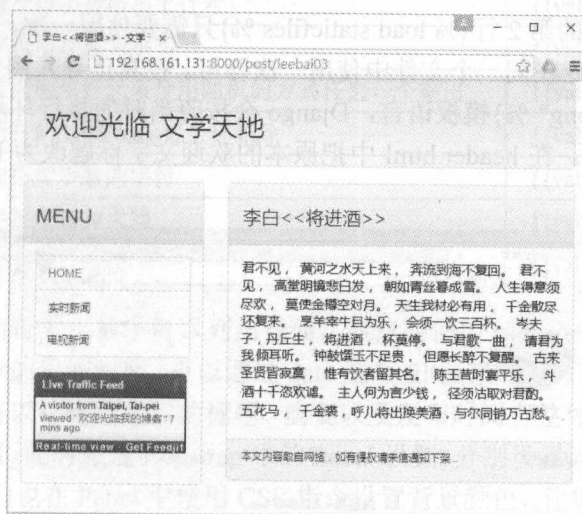 李白<<将进酒>> - 文学
192.168.161.131:8000/post/leebai03
欢迎光临 文学天地
MENU
HOME
实时新闻
电视新闻
Live Traffic Feed
A visitor from Taipei, Tai-pei
viewed "欢迎光临我的博客" 7
mins ago
Real-time view Get Feedjit
李白<<将进酒>>
君不见， 黄河之水天上来， 奔流到海不复回。 君不
见， 高堂明镜悲白发， 朝如青丝暮成雪。 人生得意须
尽欢， 莫使金樽空对月。 天生我材必有用， 千金散尽
还复来。 烹羊宰牛且为乐， 会须一饮三百杯。 岑夫
子， 丹丘生， 将进酒， 杯莫停。 与君歌一曲， 请君为
我倾耳听。 钟鼓馔玉不足贵， 但愿长醉不复醒。 古来
圣贤皆寂寞， 惟有饮者留其名。 陈王昔时宴平乐， 斗
酒十千恣欢谑。 主人何为言少钱， 径须沽取对君酌。
五花马， 千金裘，呼儿将出换美酒，与尔同销万古愁。
本文内容取自网络，如有侵权请来信通知下架...